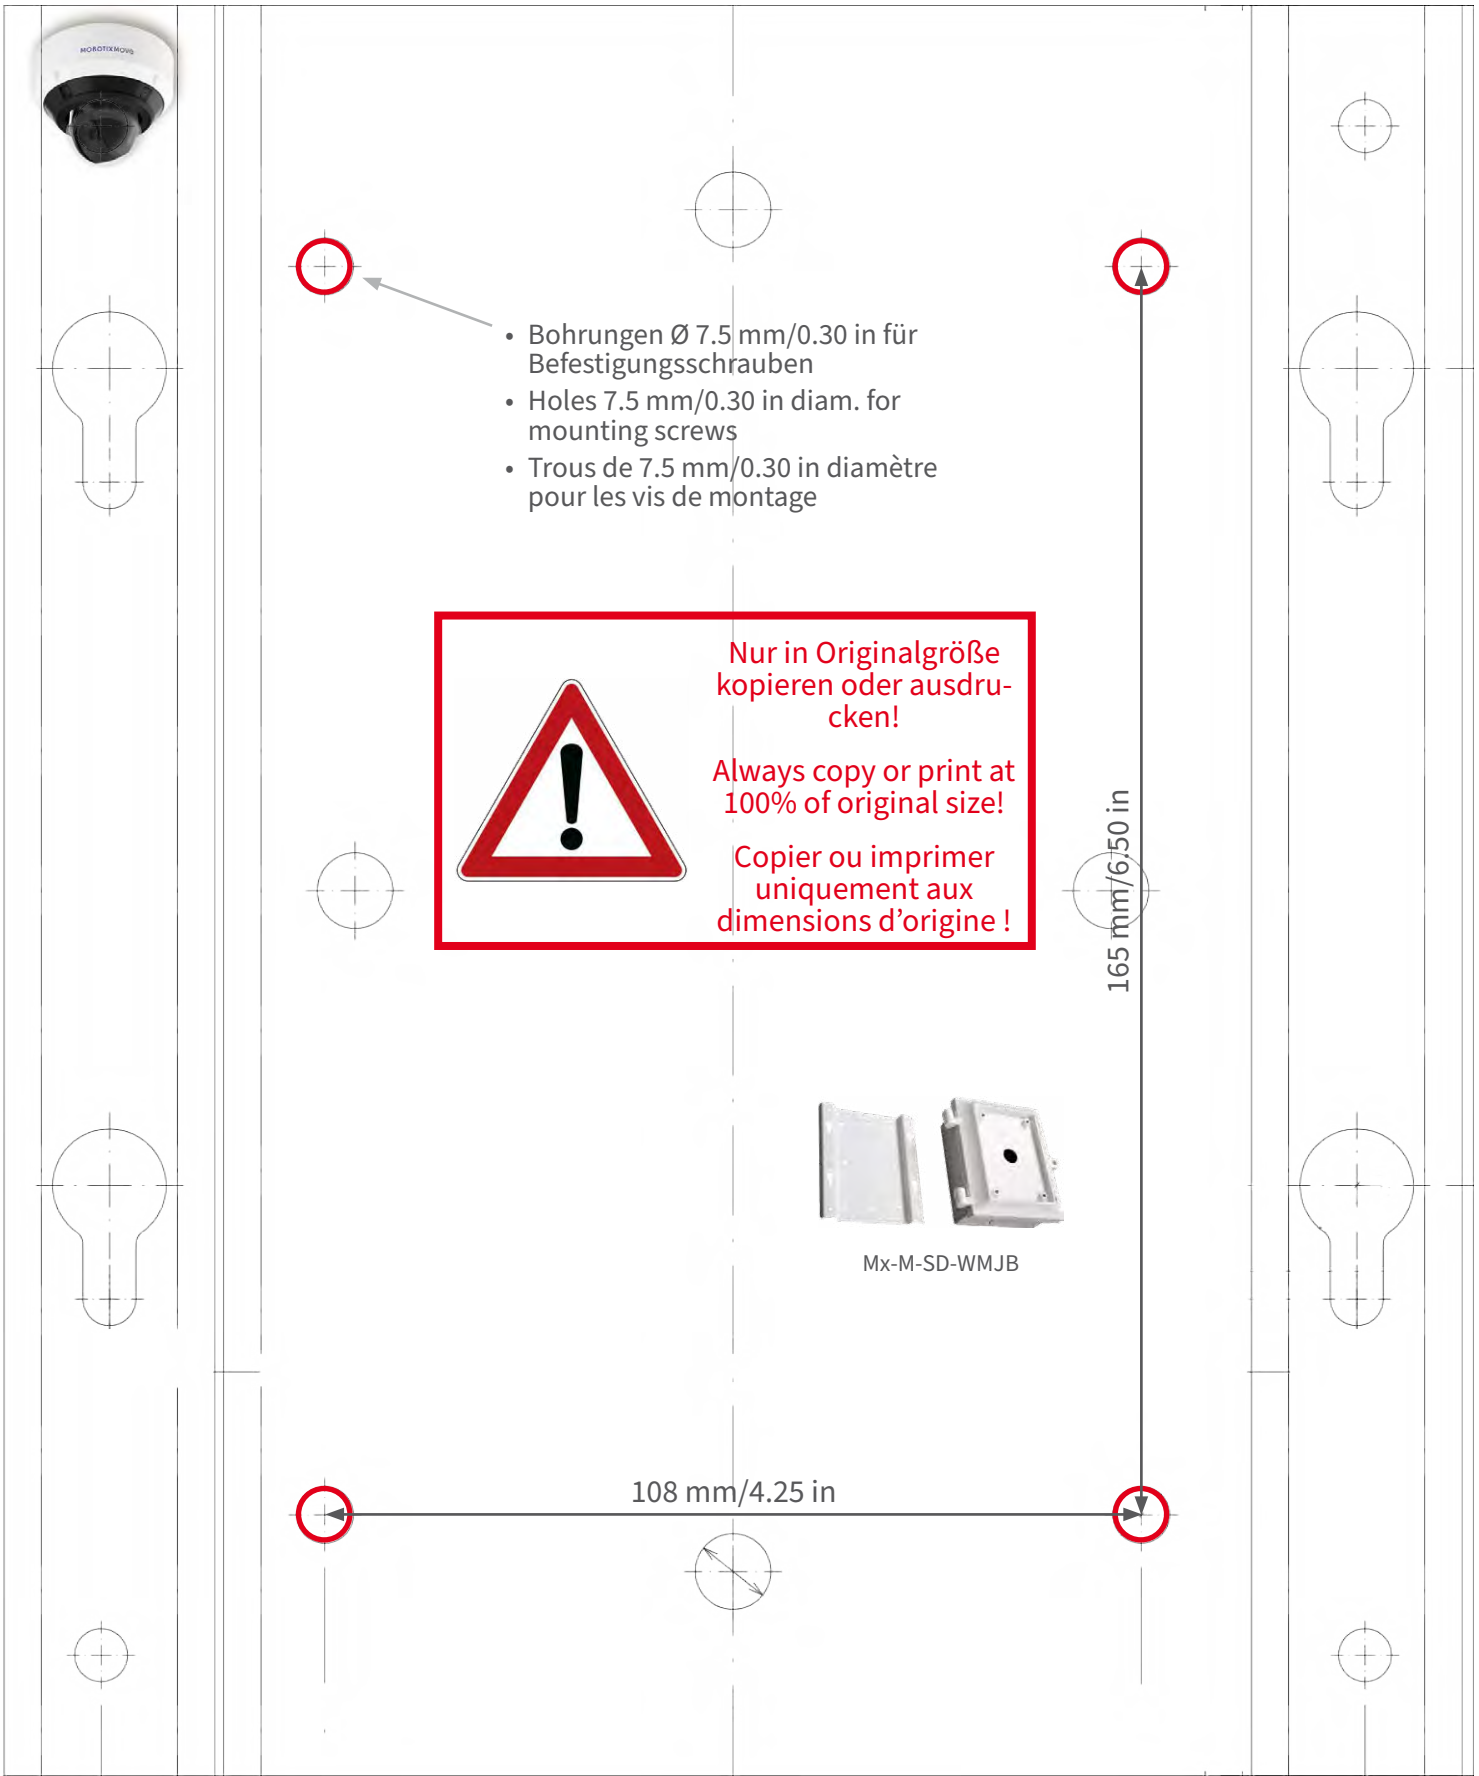 MOBOTIX MOVE
• Bohrungen Ø 7.5 mm/0.30 in für
Befestigungsschrauben
• Holes 7.5 mm/0.30 in diam. for
mounting screws
• Trous de 7.5 mm/0.30 in diamètre
pour les vis de montage
Nur in Originalgröße
kopieren oder ausdru-
cken!
Always copy or print at
100% of original size!
Copier ou imprimer
uniquement aux
dimensions d’origine !
165 mm/6.50 in
Mx-M-SD-WMJB
108 mm/4.25 in